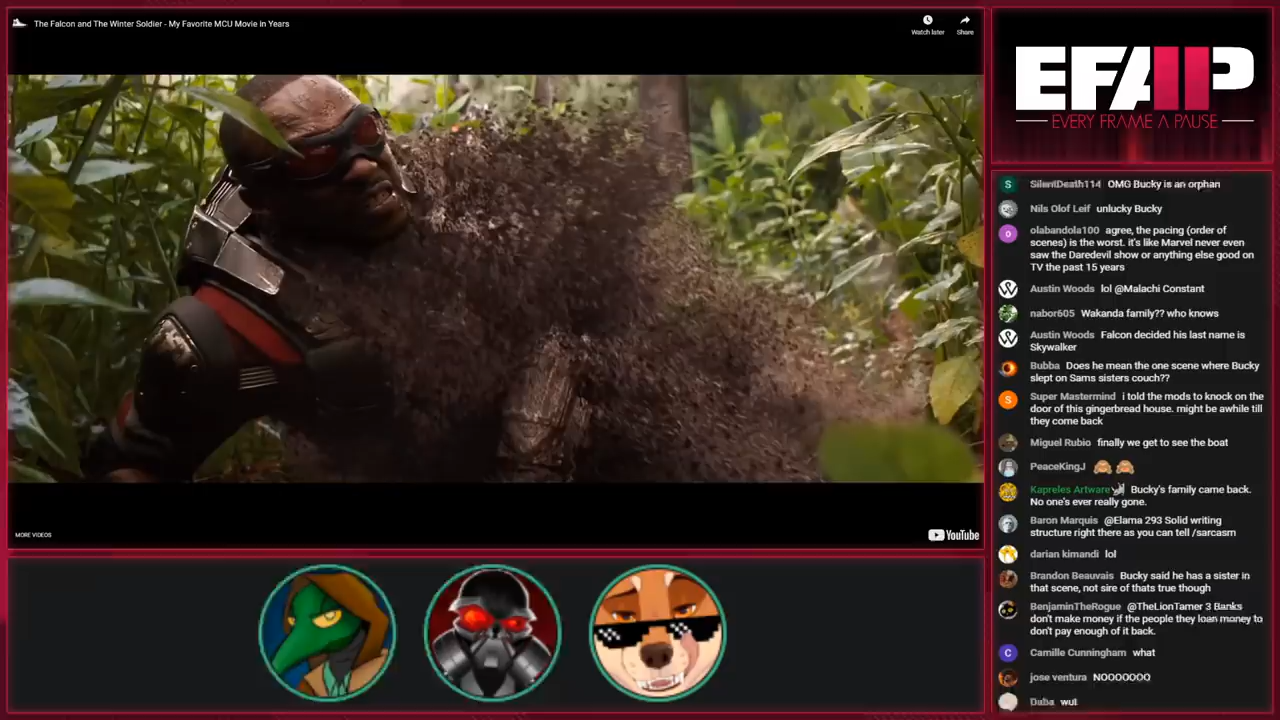 The Falcon and The Winter Soldier - My Favorite MCU Movie in Years
Watch later
Share
MORE VIDEOS
YouTube
EFAP
EVERY FRAME A PAUSE
S SilentDeath114 OMG Bucky is an orphan
Nils Olof Leif unlucky Bucky
o olabandola100 agree, the pacing (order of
scenes) is the worst. it's like Marvel never even
saw the Daredevil show or anything else good on
TV the past 15 years
Austin Woods lol @Malachi Constant
nabor605 Wakanda family?? who knows
Austin Woods Falcon decided his last name is
Skywalker
Bubba Does he mean the one scene where Bucky
slept on Sams sisters couch??
S Super Mastermind i told the mods to knock on the
door of this gingerbread house. might be awhile till
they come back
Miguel Rubio finally we get to see the boat
PeaceKingJ
Kapreles Artware Bucky's family came back.
No one's ever really gone.
Baron Marquis @Elama 293 Solid writing
structure right there as you can tell /sarcasm
darian kimandi lol
Brandon Beauvais Bucky said he has a sister in
that scene, not sire of thats true though
BenjaminTheRogue @TheLionTamer 3 Banks
don't make money if the people they loan money to
don't pay enough of it back.
C Camille Cunningham what
jose ventura NOOOOOOO
Duba wut